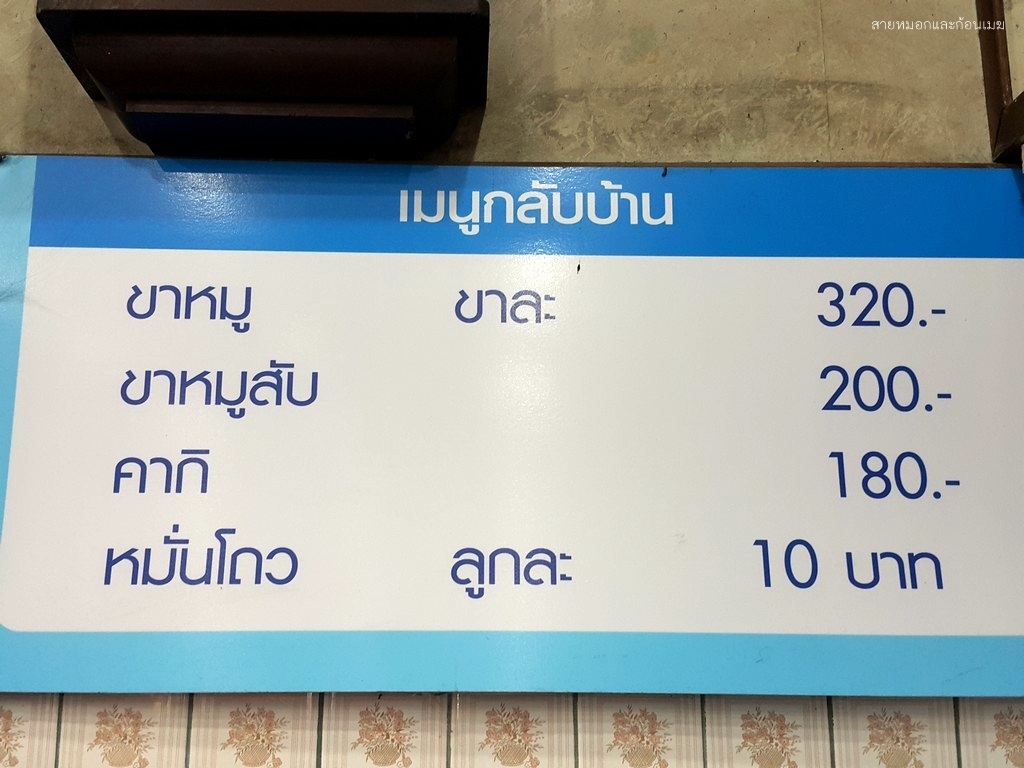 สายหมอกและก้อนเมฆ
เมนูกลับบ้าน
ขาหมู ขาละ 320.-
ขาหมูสับ 200.-
คากิ 180.-
หมั่นโถว ลูกละ 10 บาท